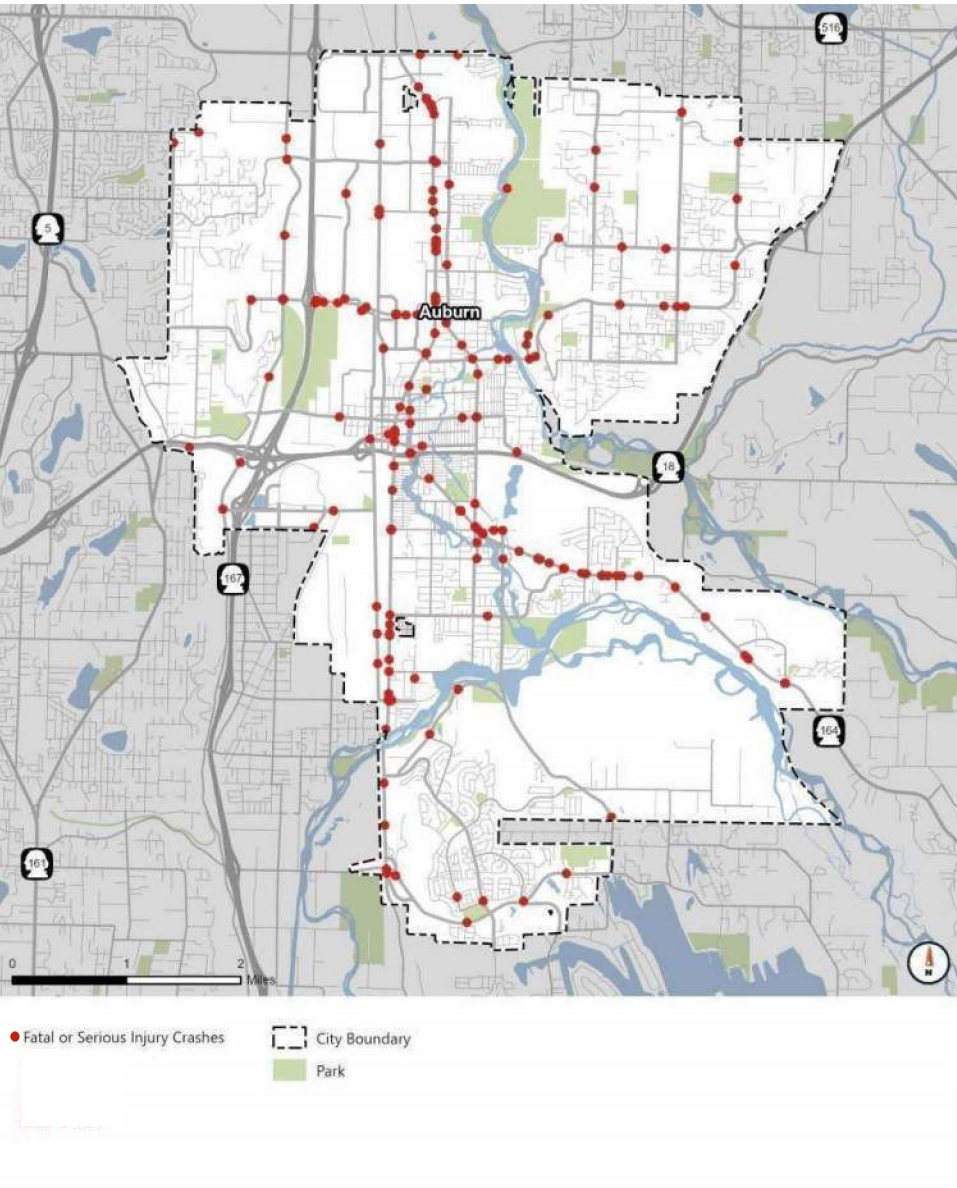 516
5
Auburn
18
167
164
161
0 1 2
Miles
N
Fatal or Serious Injury Crashes
City Boundary
Park